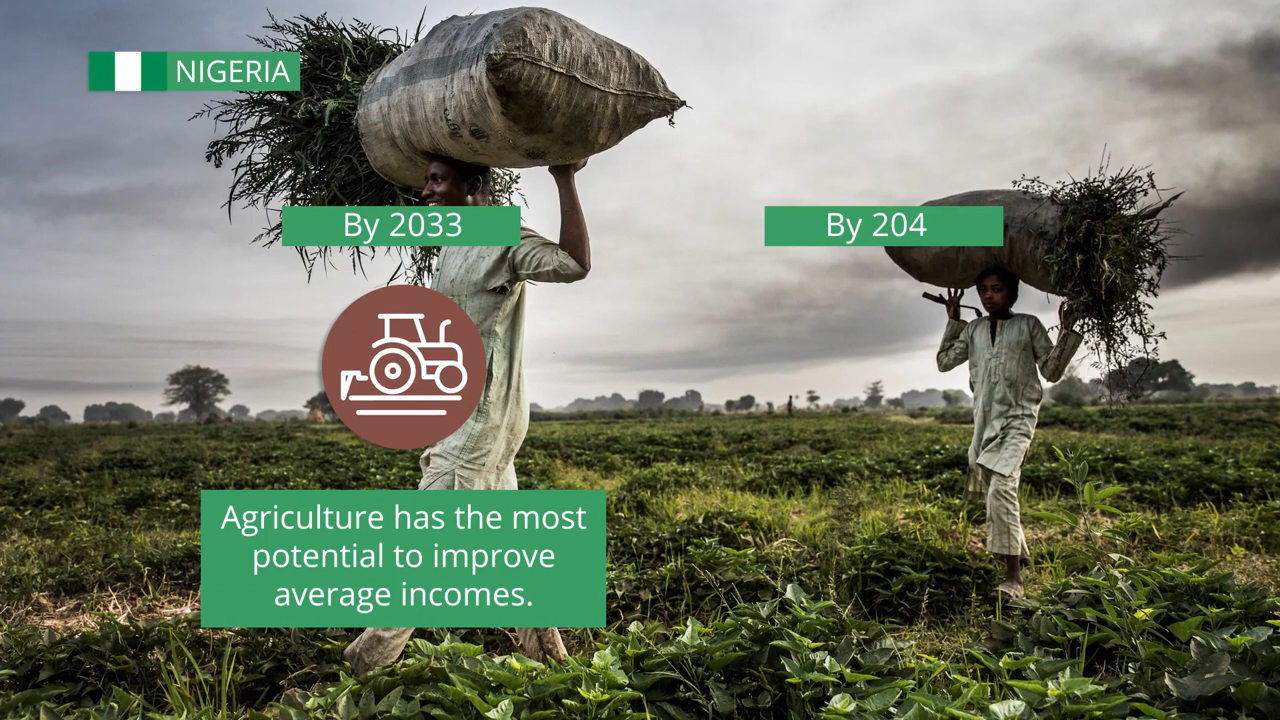 NIGERIA
By 2033
By 204
Agriculture has the most
potential to improve
average incomes.